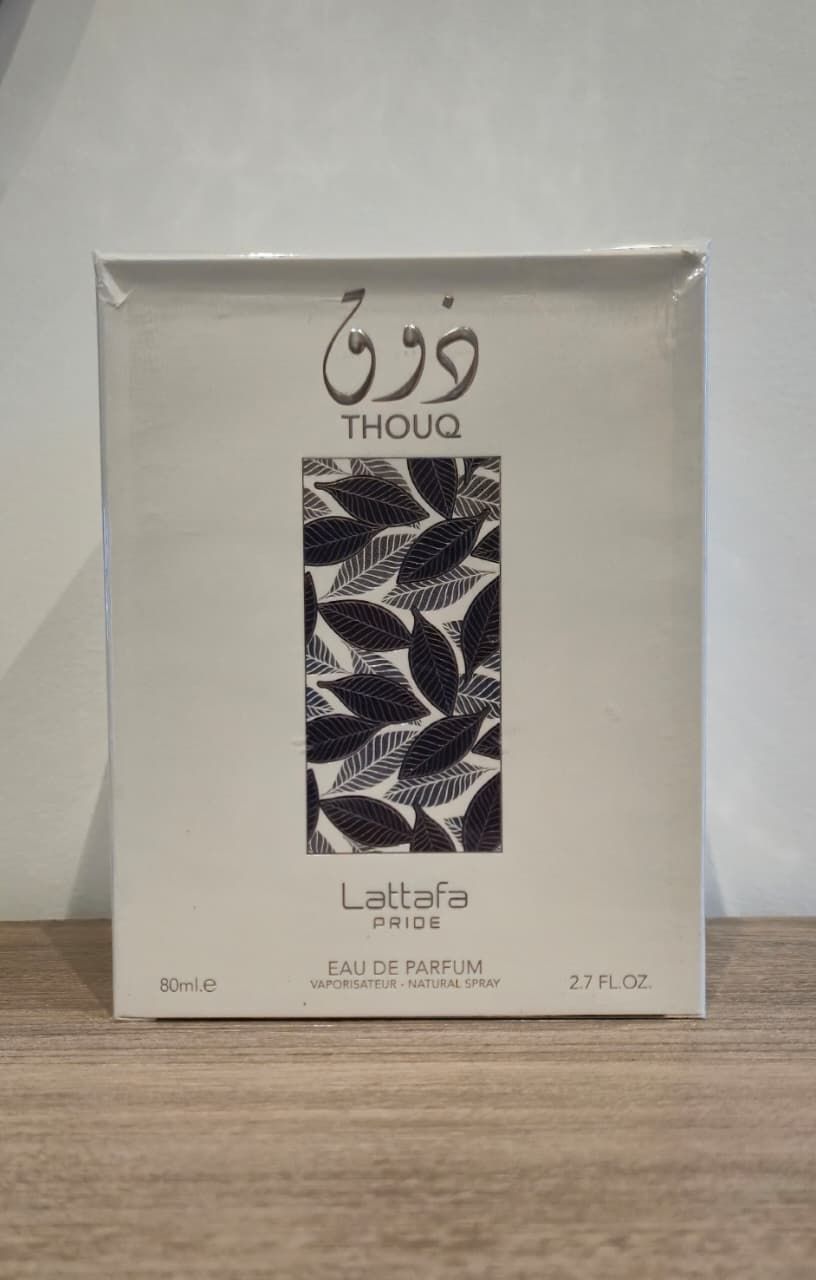 ذوق
THOUQ
Lattafa
PRIDE
EAU DE PARFUM
VAPORISATEUR - NATURAL SPRAY
80ml.e
2.7 FL.OZ.